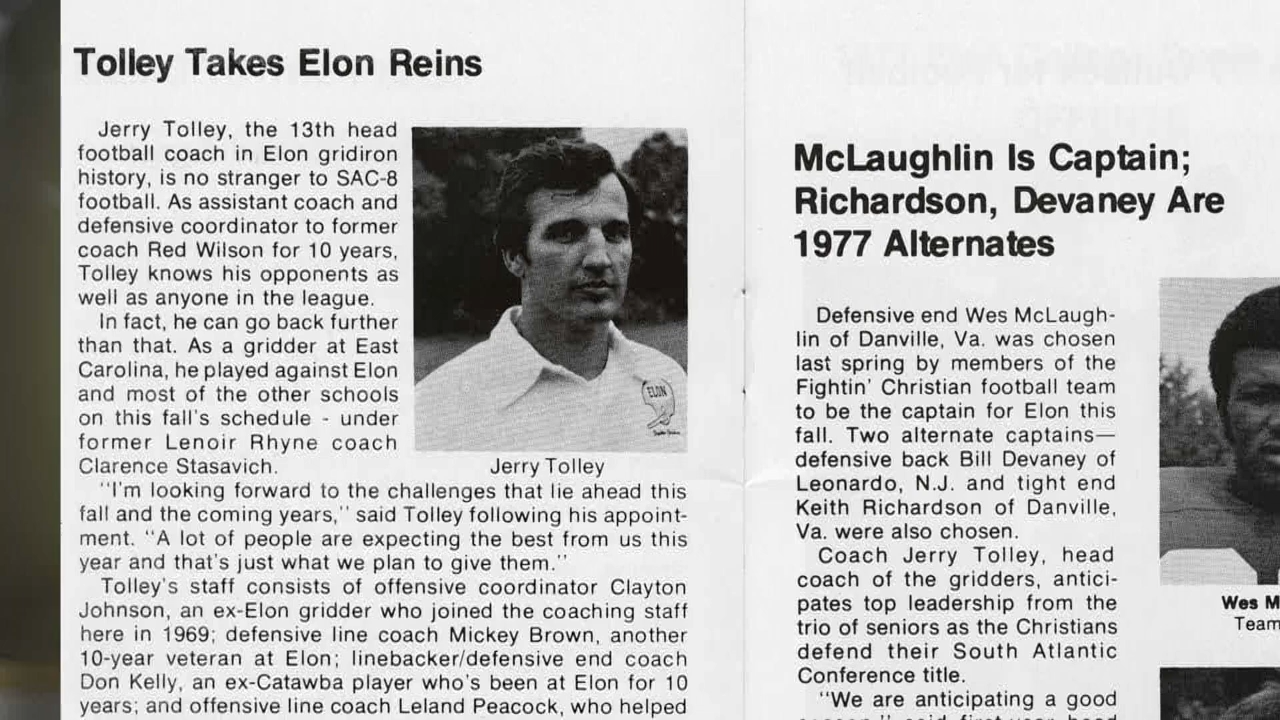 Tolley Takes Elon Reins
Jerry Tolley, the 13th head
football coach in Elon gridiron
history, is no stranger to SAC-8
football. As assistant coach and
defensive coordinator to former
coach Red Wilson for 10 years,
Tolley knows his opponents as
well as anyone in the league.
In fact, he can go back further
than that. As a gridder at East
Carolina, he played against Elon
and most of the other schools
on this fall's schedule - under
former Lenoir Rhyne coach
Clarence Stasavich.
ELON
Jerry Tolley
"I'm looking forward to the challenges that lie ahead this
fall and the coming years," said Tolley following his appoint-
ment. "A lot of people are expecting the best from us this
year and that's just what we plan to give them."
Tolley's staff consists of offensive coordinator Clayton
Johnson, an ex-Elon gridder who joined the coaching staff
here in 1969; defensive line coach Mickey Brown, another
10-year veteran at Elon; linebacker/defensive end coach
Don Kelly, an ex-Catawba player who's been at Elon for 10
years; and offensive line coach Leland Peacock, who helped
McLaughlin Is Captain;
Richardson, Devaney Are
1977 Alternates
Defensive end Wes McLaugh-
lin of Danville, Va. was chosen
last spring by members of the
Fightin' Christian football team
to be the captain for Elon this
fall. Two alternate captains—
defensive back Bill Devaney of
Leonardo, N.J. and tight end
Keith Richardson of Danville,
Va. were also chosen.
Coach Jerry Tolley, head
coach of the gridders, antici-
pates top leadership from the
trio of seniors as the Christians
defend their South Atlantic
Conference title.
"We are anticipating a good
Wes M
Team